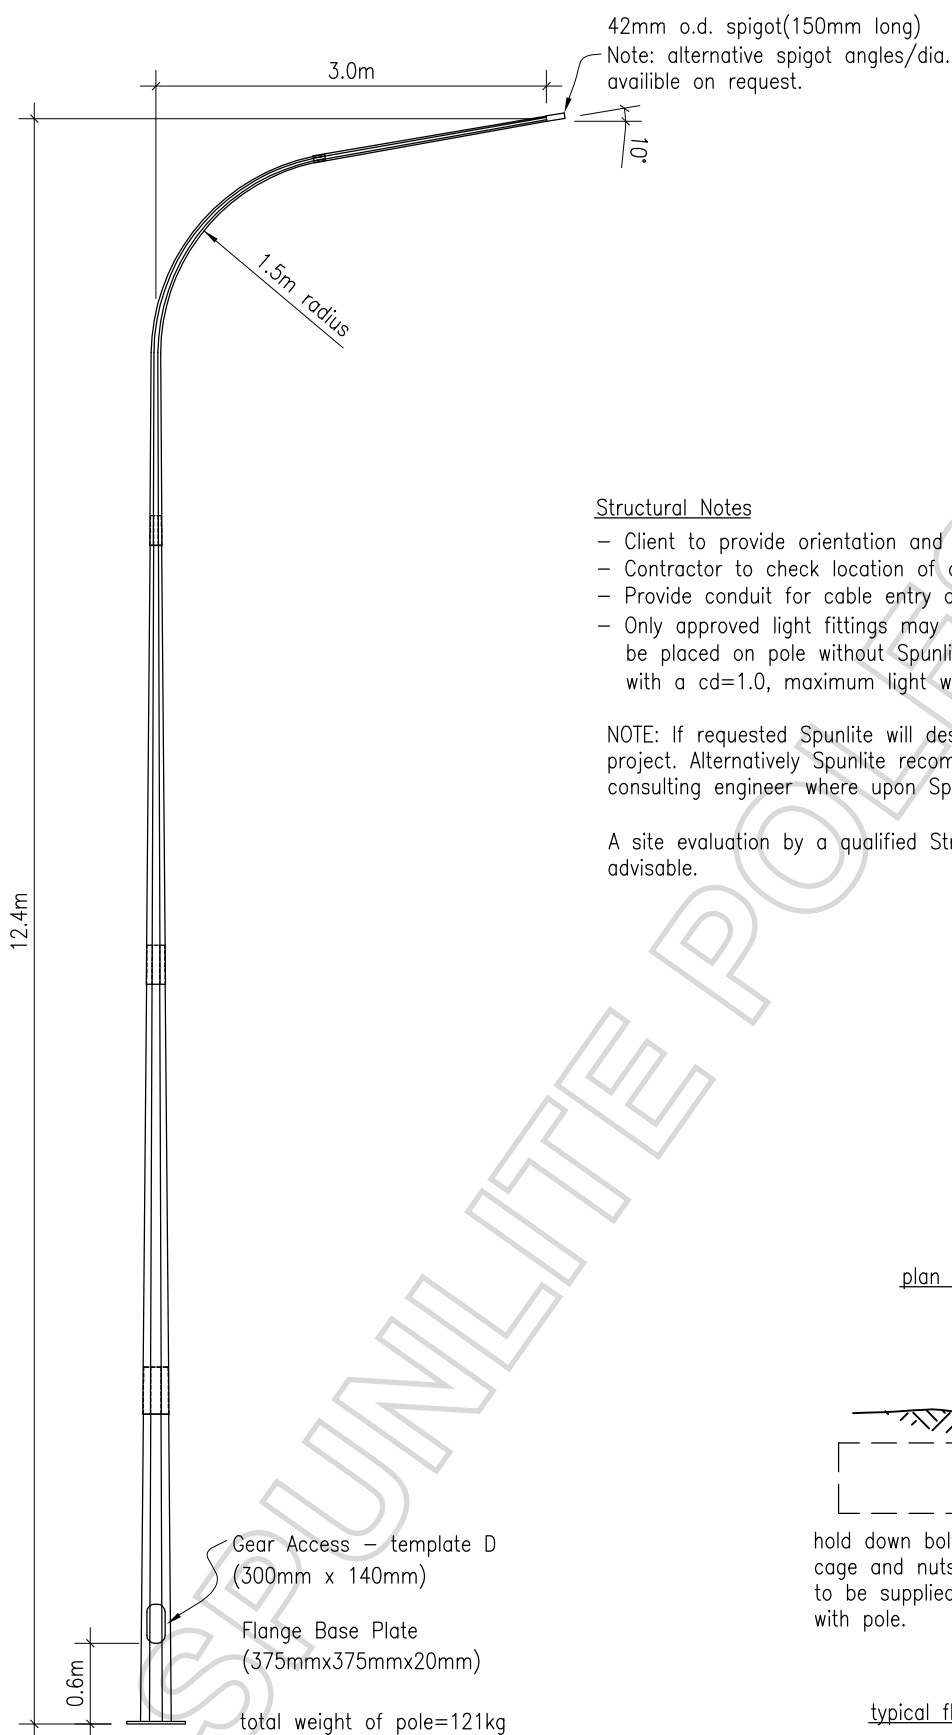 42mm o.d. spigot(150mm long)
Note: alternative spigot angles/dia.
availible on request.
3.0m
10°
1.5m radius
Structural Notes
– Client to provide orientation and
– Contractor to check location of
– Provide conduit for cable entry
– Only approved light fittings may
be placed on pole without Spunli
with a cd=1.0, maximum light w
NOTE: If requested Spunlite will des
project. Alternatively Spunlite recom
consulting engineer where upon Sp
A site evaluation by a qualified Str
advisable.
12.4m
SPUNLITE POLES
plan
hold down bol
cage and nuts
to be supplied
with pole.
Gear Access – template D
(300mm x 140mm)
Flange Base Plate
(375mmx375mmx20mm)
0.6m
total weight of pole=121kg
typical fl